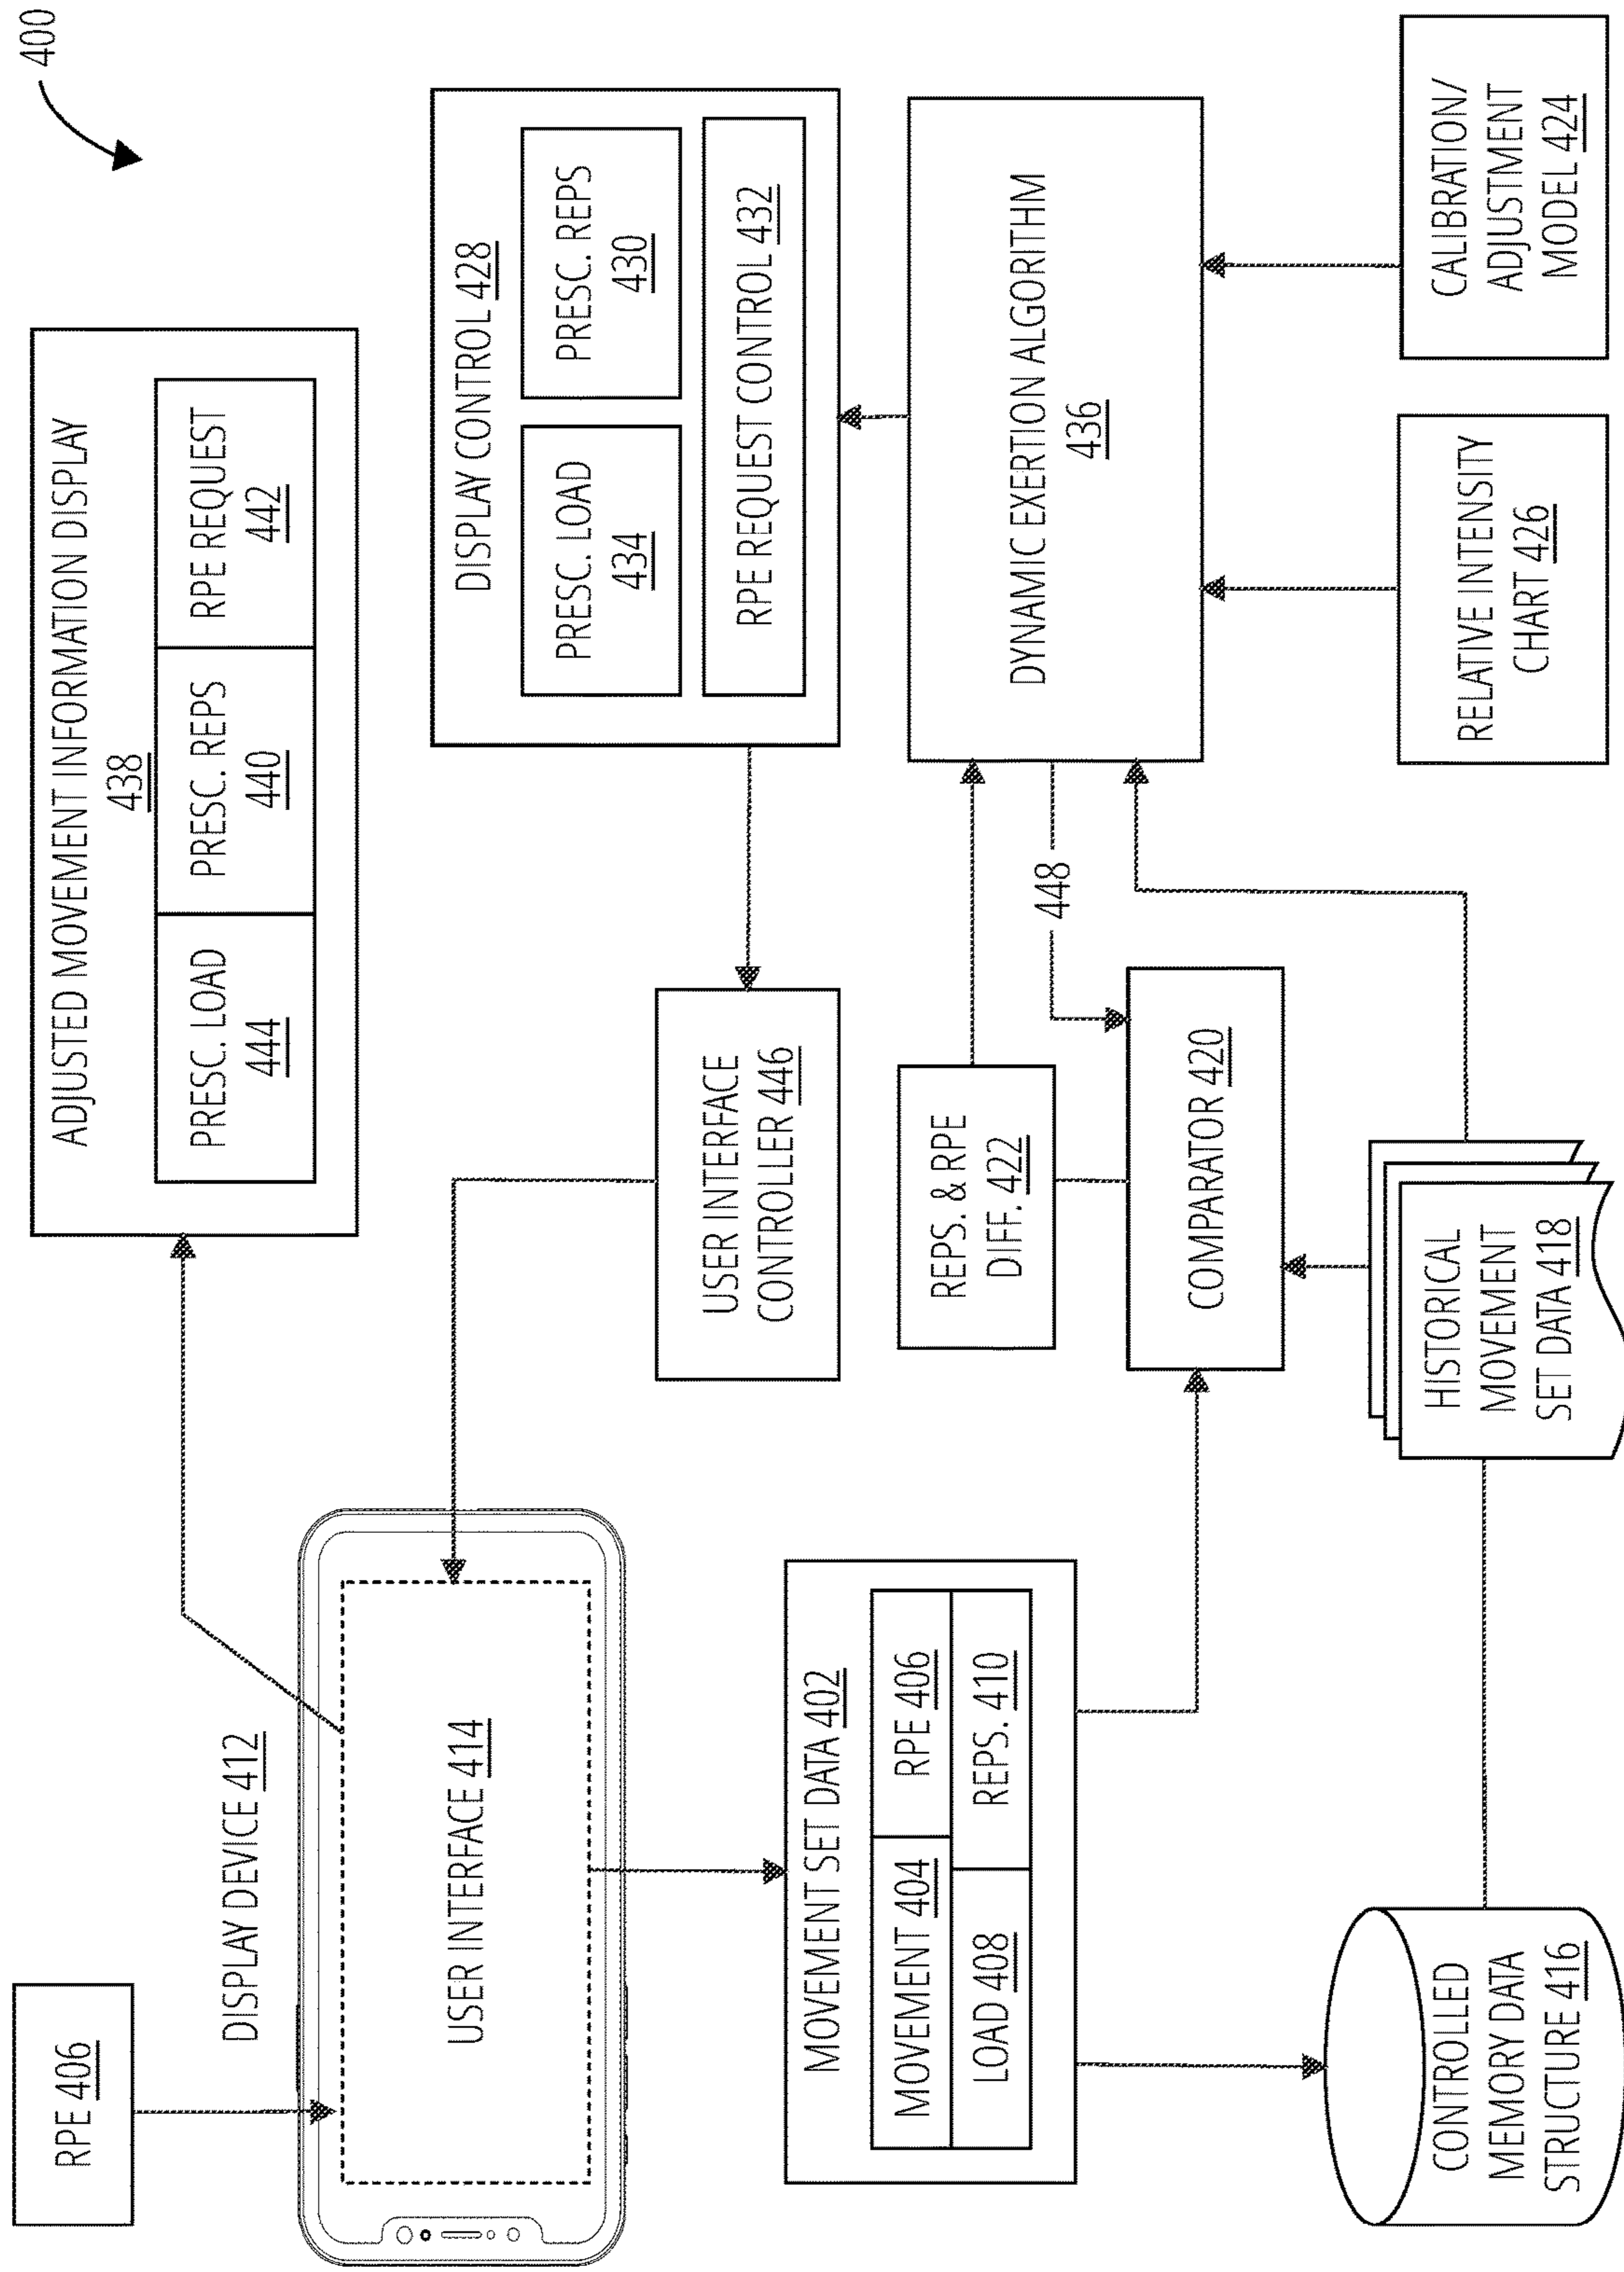 400
RPE 406
DISPLAY DEVICE 412
USER INTERFACE 414
ADJUSTED MOVEMENT INFORMATION DISPLAY
438
PRESC. LOAD
444
PRESC. REPS
440
RPE REQUEST
442
MOVEMENT SET DATA 402
MOVEMENT 404
RPE 406
LOAD 408
REPS. 410
USER INTERFACE
CONTROLLER 446
DISPLAY CONTROL 428
PRESC. LOAD
434
PRESC. REPS
430
RPE REQUEST CONTROL 432
REPS. & RPE
DIFF. 422
448
COMPARATOR 420
DYNAMIC EXERTION ALGORITHM
436
CONTROLLED
MEMORY DATA
STRUCTURE 416
HISTORICAL
MOVEMENT
SET DATA 418
RELATIVE INTENSITY
CHART 426
CALIBRATION/
ADJUSTMENT
MODEL 424